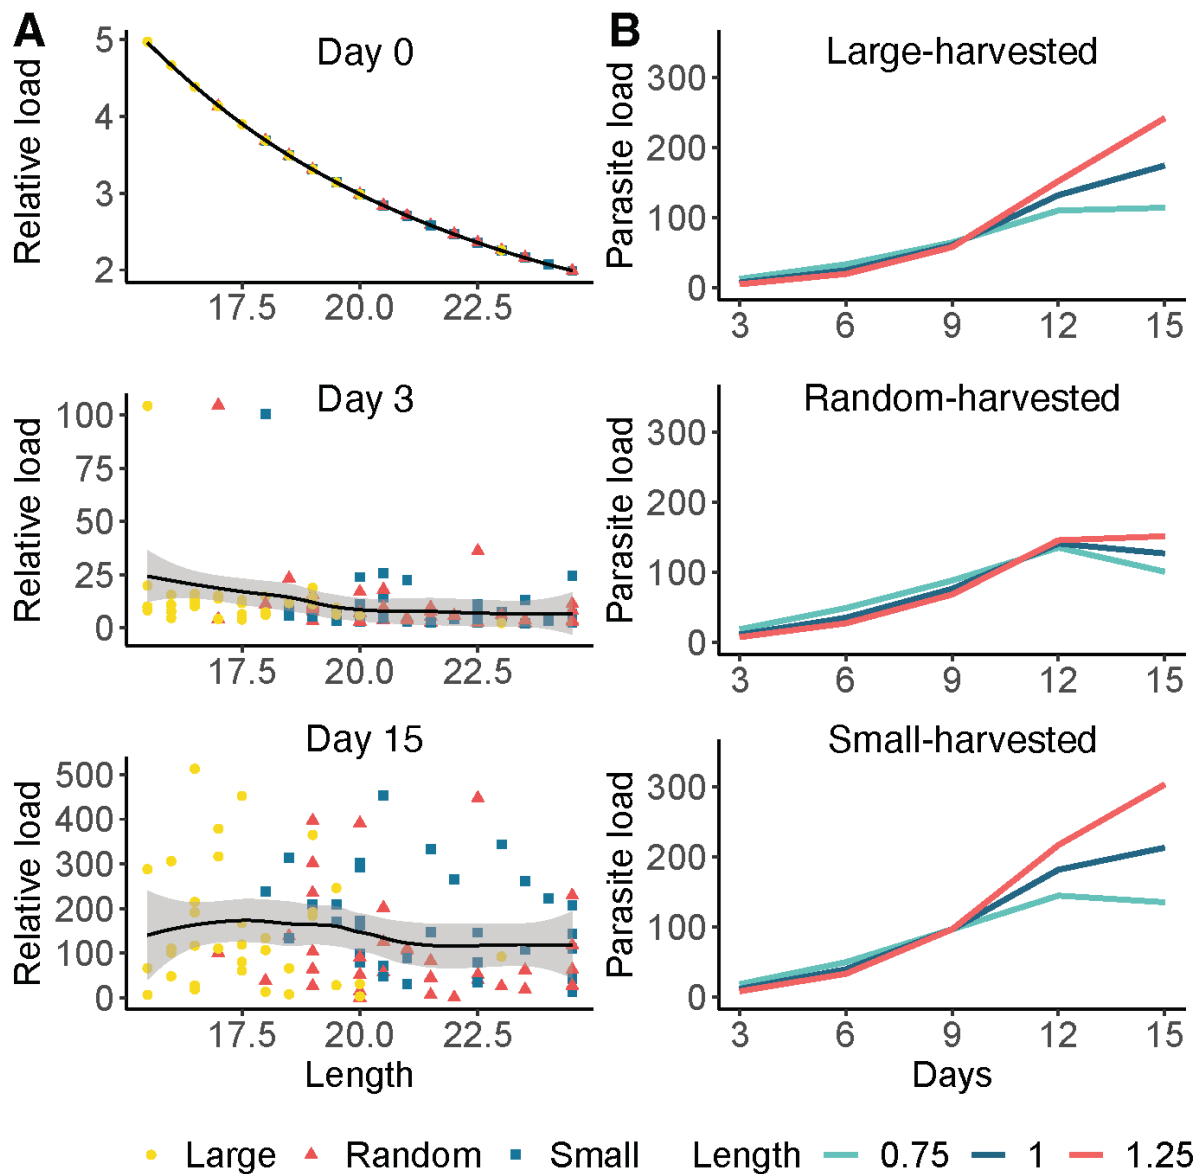 A
B
Day 0
Relative load
5
4
3
2
17.5 20.0 22.5
Large-harvested
Parasite load
300
200
100
0
3 6 9 12 15
Day 3
Relative load
100
75
50
25
0
17.5 20.0 22.5
Random-harvested
Parasite load
300
200
100
0
3 6 9 12 15
Day 15
Relative load
500
400
300
200
100
0
17.5 20.0 22.5
Length
Small-harvested
Parasite load
300
200
100
0
3 6 9 12 15
Days
Large Random Small Length 0.75 1 1.25